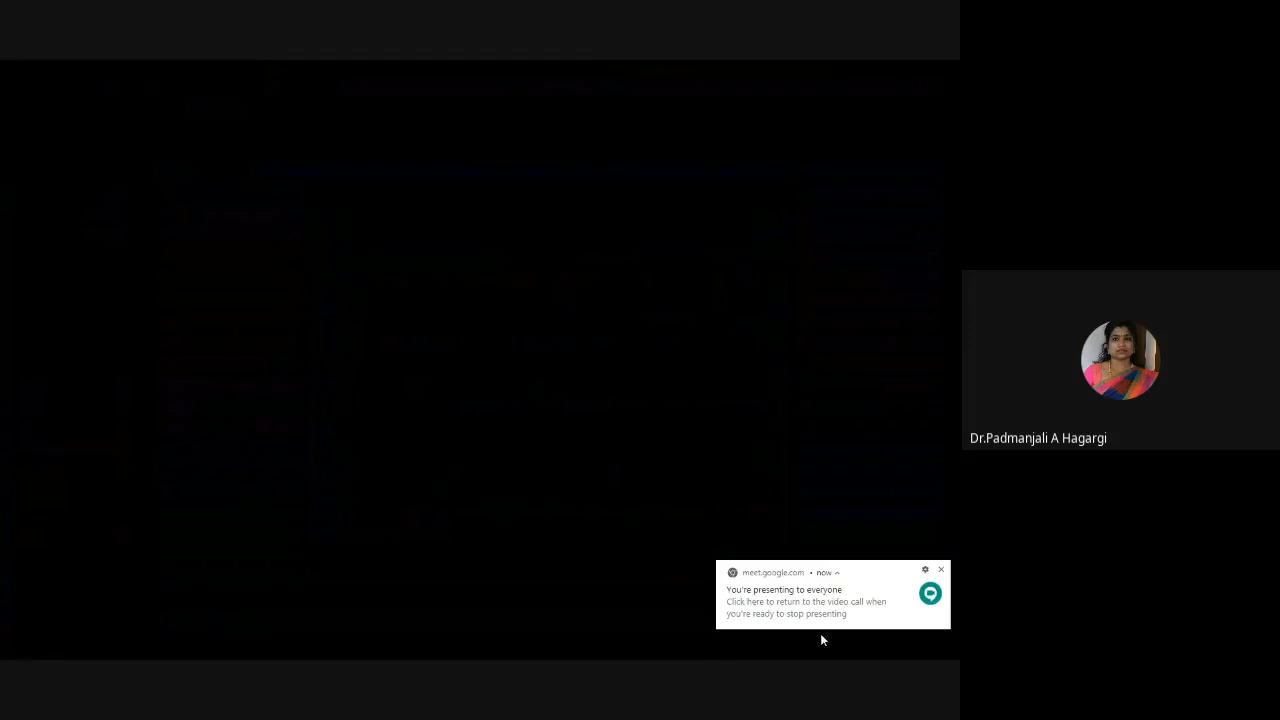 meet.google.com • now
You're presenting to everyone
Click here to return to the video call when
you're ready to stop presenting
Dr.Padmanjali A Hagargi